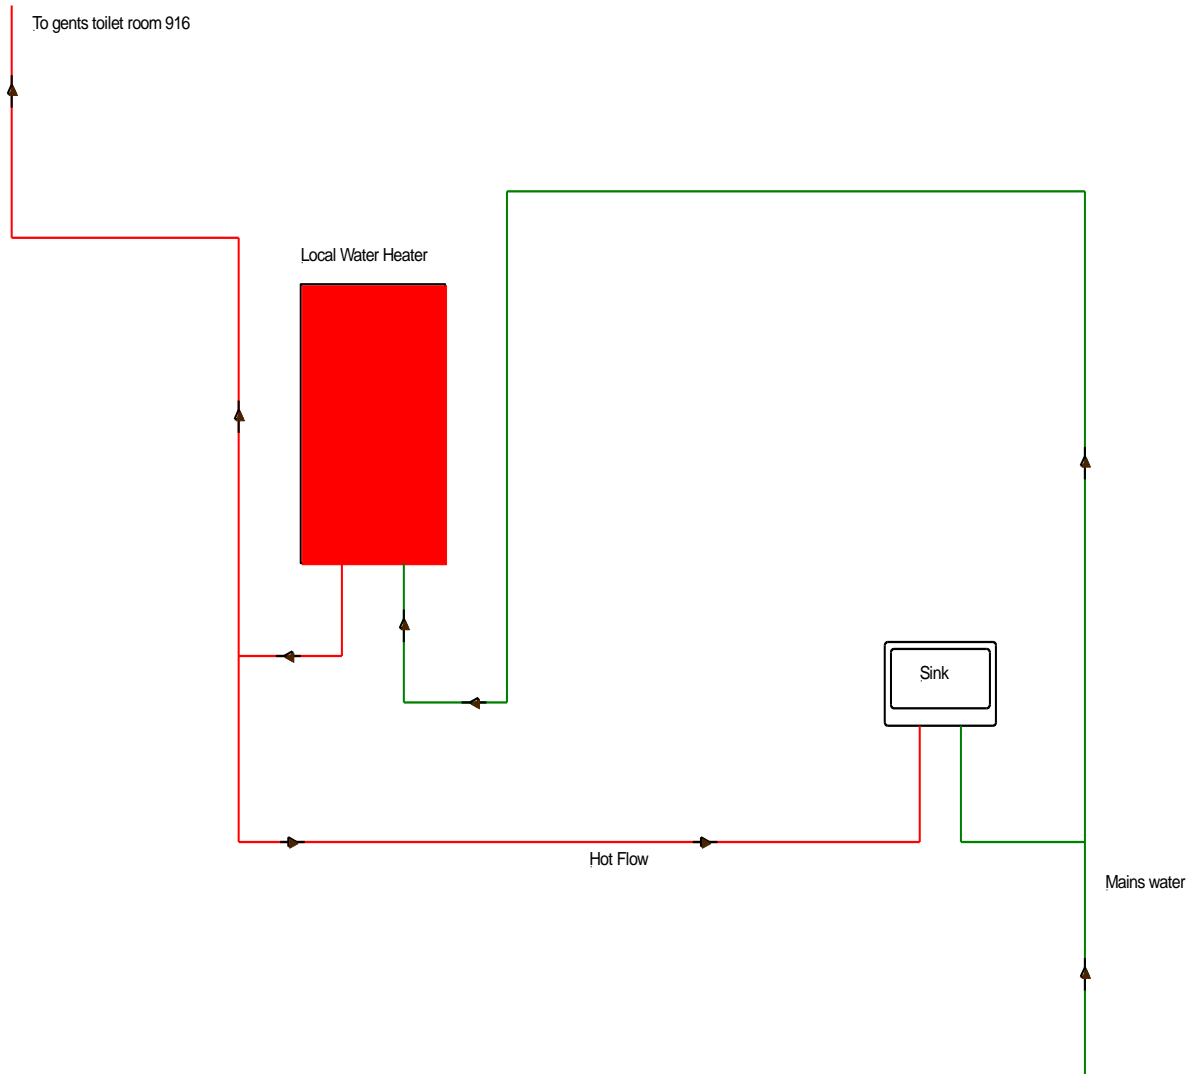 To gents toilet room 916
Local Water Heater
Sink
Hot Flow
Mains water